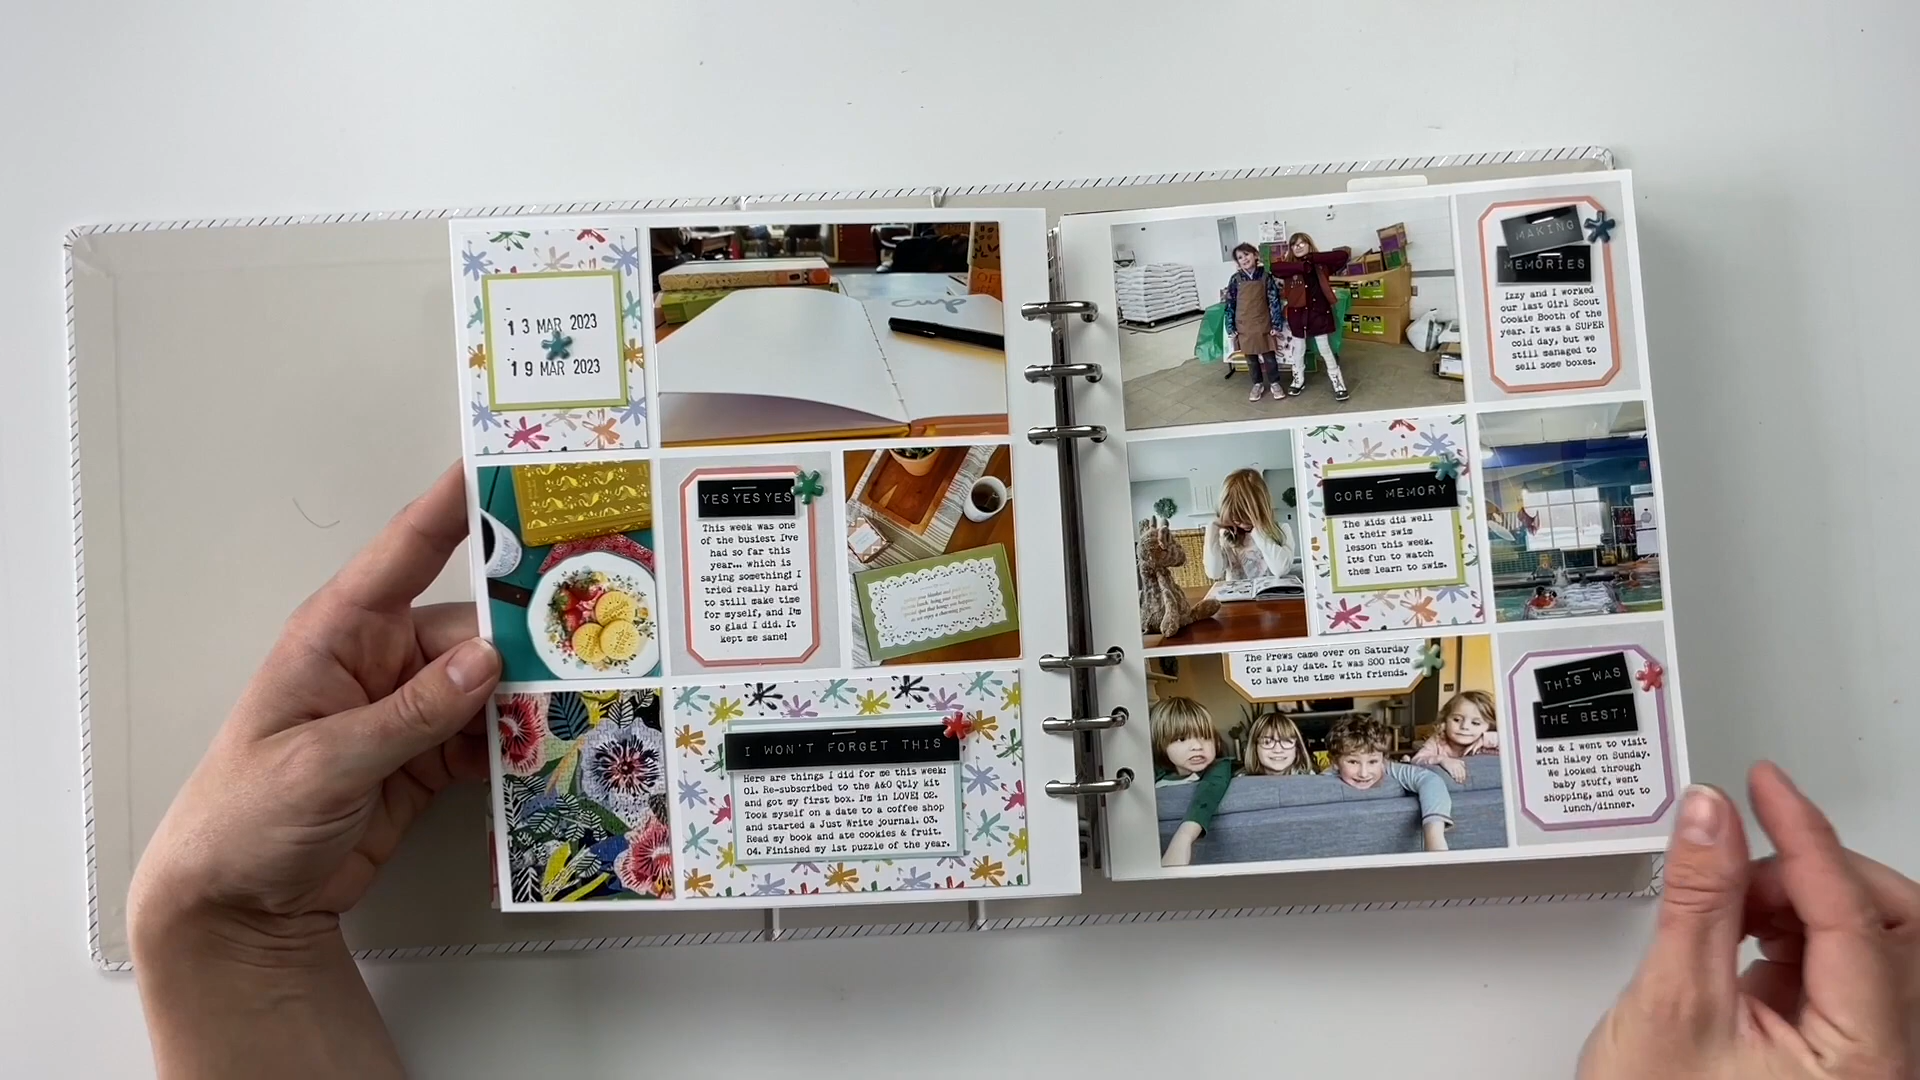 13 MAR 2023
19 MAR 2023
YES YES YES
This week was one
of the busiest I've
had so far this
year... which is
saying something! I
tried really hard
to still make time
for myself, and I'm
so glad I did. It
kept me sane!
I WON'T FORGET THIS
Here are things I did for me this week:
01. Re-subscribed to the A&O Qtly kit
and got my first box. I'm in LOVE! 02.
Took myself on a date to a coffee shop
and started a Just Write journal. 03.
Read my book and ate cookies & fruit.
04. Finished my 1st puzzle of the year.
MAKING
MEMORIES
Izzy and I worked
our last Girl Scout
Cookie Booth of the
year. It was a SUPER
cold day, but we
still managed to
sell some boxes.
CORE MEMORY
The kids did well
at their swim
lesson this week.
It's fun to watch
them learn to swim.
The Prews came over on Saturday
for a play date. It was SOO nice
to have the time with friends.
THIS WAS
THE BEST!
Mom & I went to visit
with Haley on Sunday.
We looked through
baby stuff, went
shopping, and out to
lunch/dinner.